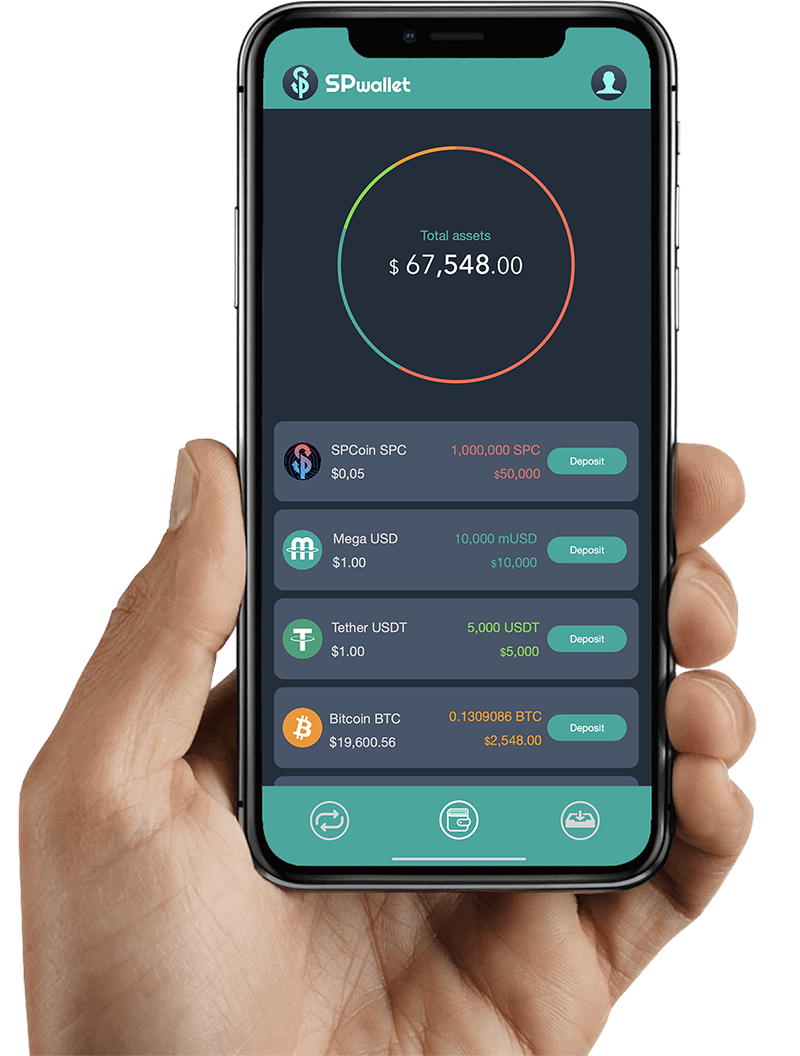 SPwallet
Total assets
$ 67,548.00
SPCoin SPC 1,000,000 SPC
Deposit
$0,05 $50,000
Mega USD 10,000 mUSD
Deposit
$1.00 $10,000
Tether USDT 5,000 USDT
Deposit
$1.00 $5,000
Bitcoin BTC 0.1309086 BTC
Deposit
$19,600.56 $2,548.00